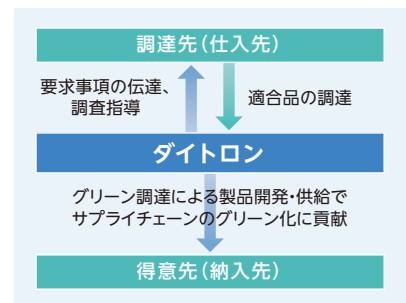 調達先(仕入先)
要求事項の伝達、
調査指導
適合品の調達
ダイトロン
グリーン調達による製品開発・供給で
サプライチェーンのグリーン化に貢献
得意先(納入先)